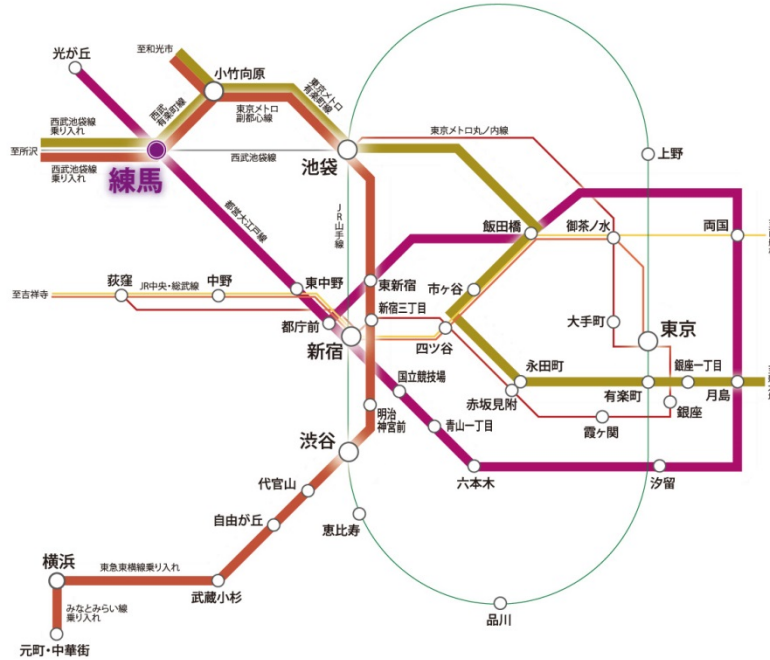 光が丘
至和光市
小竹向原
西武
有楽町線
東京メトロ
有楽町線
東京メトロ
副都心線
西武池袋線
乗り入れ
至所沢
西武池袋線
乗り入れ
練馬
西武池袋線
池袋
東京メトロ丸ノ内線
上野
都営大江戸線
JR山手線
飯田橋
御茶ノ水
両国
荻窪
JR中央・総武線
中野
東中野
至吉祥寺
東新宿
市ヶ谷
都庁前
新宿三丁目
新宿
四ツ谷
大手町
東京
国立競技場
永田町
銀座一丁目
赤坂見附
有楽町
月島
明治
神宮前
青山一丁目
霞ヶ関
銀座
渋谷
六本木
汐留
代官山
自由が丘
恵比寿
横浜
東急東横線乗り入れ
武蔵小杉
みなとみらい線
乗り入れ
品川
元町・中華街